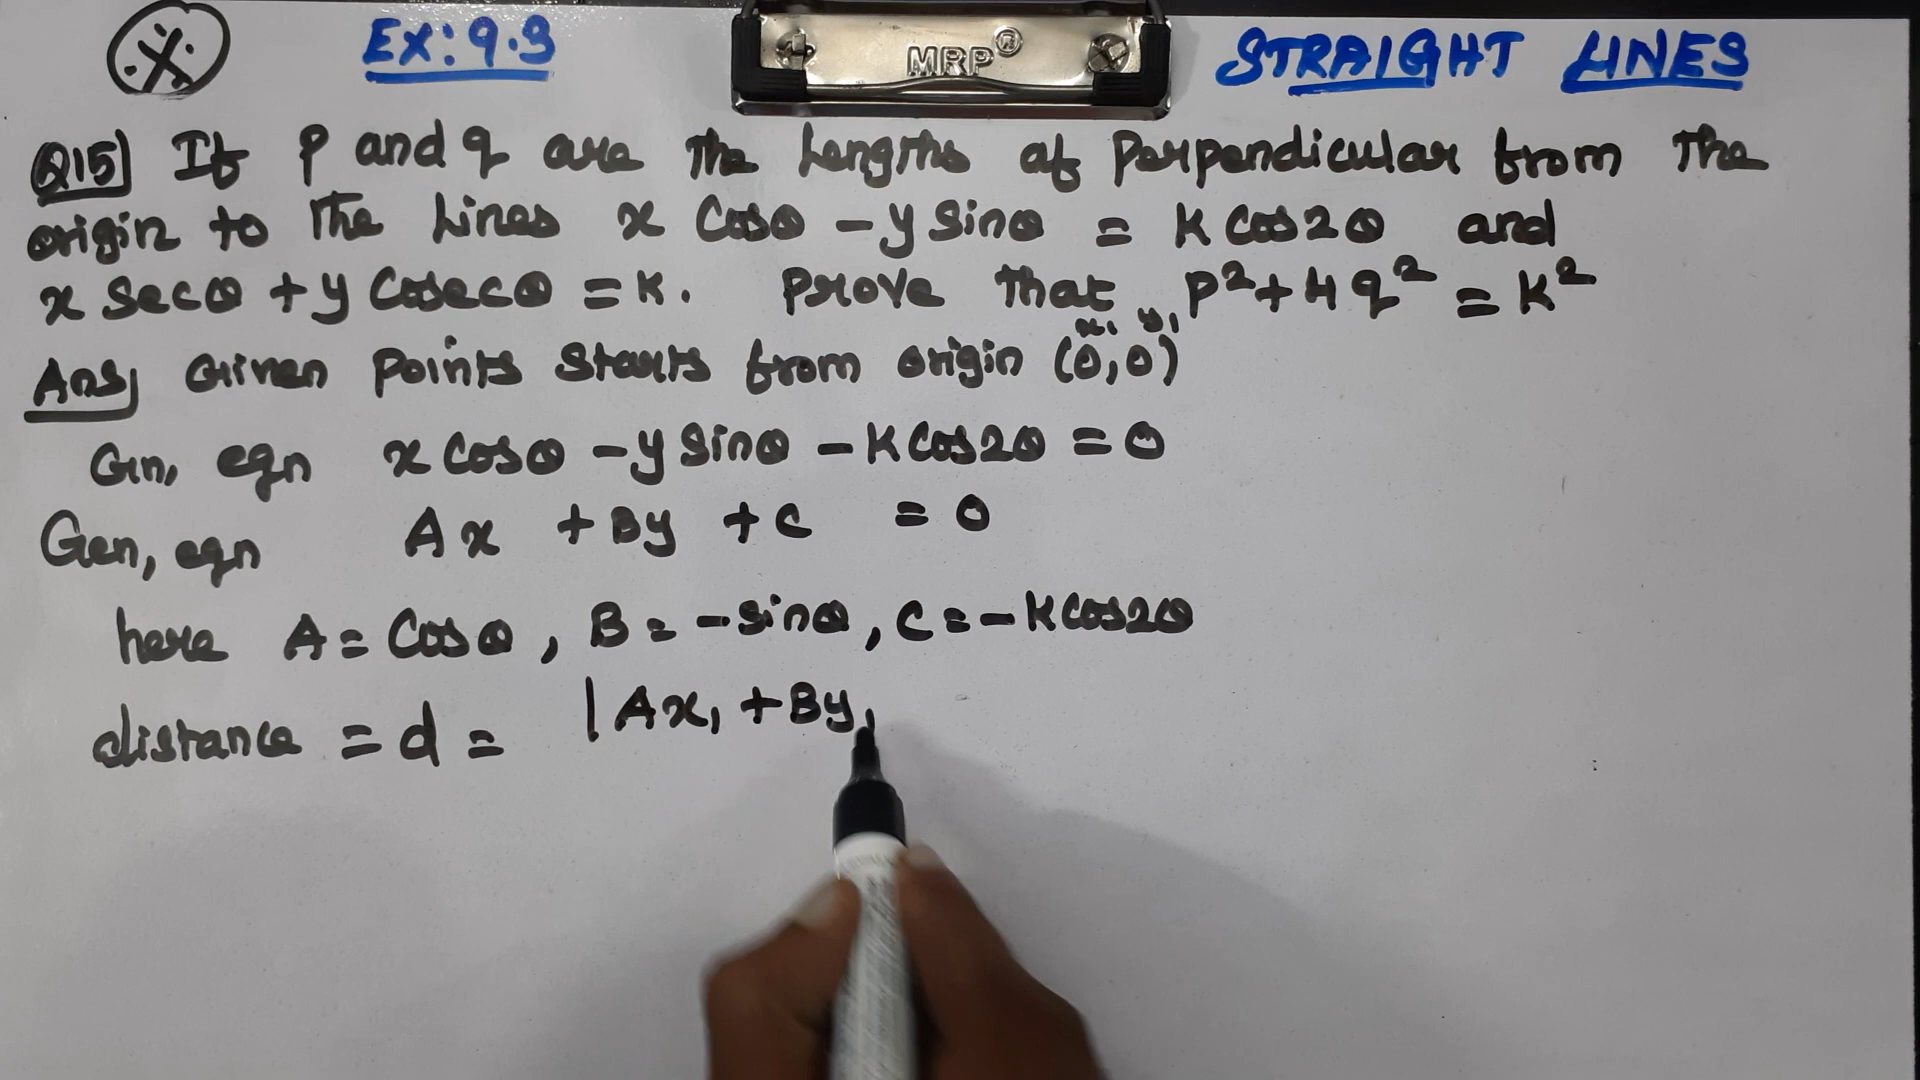 X EX: 9.3 MRP® STRAIGHT LINES
Q15] If p and q are the lengths of perpendicular from the
origin to the lines x cosθ - y sinθ = K cos2θ and
x secθ + y cosecθ = K. Prove that p² + 4q² = K²
x₁ y₁
Ans; Given points starts from origin (0,0)
Gn, eqn x cosθ - y sinθ - K cos2θ = 0
Gen, eqn Ax + By + C = 0
here A = cosθ, B = -sinθ, C = -K cos2θ
distance = d = |Ax₁ + By₁